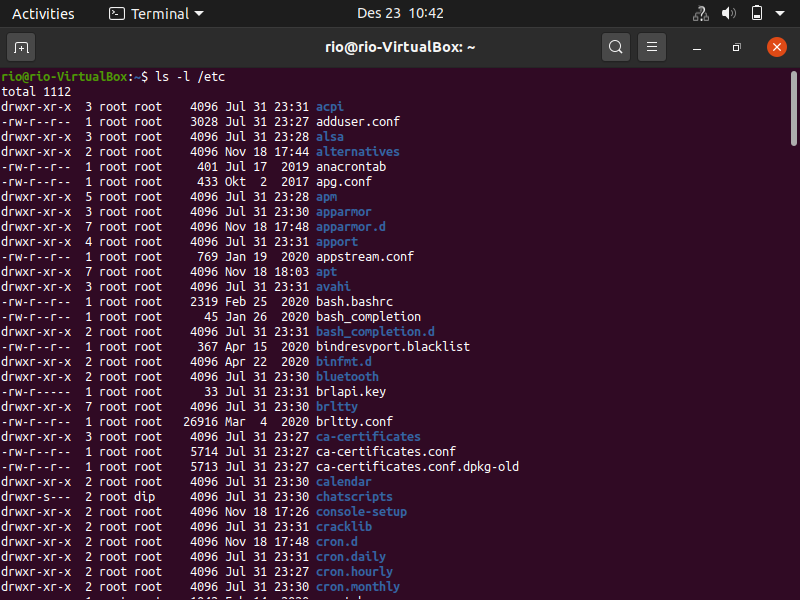 Activities Terminal Des 23 10:42
rio@rio-VirtualBox: ~
rio@rio-VirtualBox:~$ ls -l /etc
total 1112
drwxr-xr-x 3 root root 4096 Jul 31 23:31 acpi
-rw-r--r-- 1 root root 3028 Jul 31 23:27 adduser.conf
drwxr-xr-x 3 root root 4096 Jul 31 23:28 alsa
drwxr-xr-x 2 root root 4096 Nov 18 17:44 alternatives
-rw-r--r-- 1 root root 401 Jul 17 2019 anacrontab
-rw-r--r-- 1 root root 433 Okt 2 2017 apg.conf
drwxr-xr-x 5 root root 4096 Jul 31 23:28 apm
drwxr-xr-x 3 root root 4096 Jul 31 23:30 apparmor
drwxr-xr-x 7 root root 4096 Nov 18 17:48 apparmor.d
drwxr-xr-x 4 root root 4096 Jul 31 23:31 apport
-rw-r--r-- 1 root root 769 Jan 19 2020 appstream.conf
drwxr-xr-x 7 root root 4096 Nov 18 18:03 apt
drwxr-xr-x 3 root root 4096 Jul 31 23:31 avahi
-rw-r--r-- 1 root root 2319 Feb 25 2020 bash.bashrc
-rw-r--r-- 1 root root 45 Jan 26 2020 bash_completion
drwxr-xr-x 2 root root 4096 Jul 31 23:31 bash_completion.d
-rw-r--r-- 1 root root 367 Apr 15 2020 bindresvport.blacklist
drwxr-xr-x 2 root root 4096 Apr 22 2020 binfmt.d
drwxr-xr-x 2 root root 4096 Jul 31 23:30 bluetooth
-rw-r----- 1 root root 33 Jul 31 23:31 brlapi.key
drwxr-xr-x 7 root root 4096 Jul 31 23:30 brltty
-rw-r--r-- 1 root root 26916 Mar 4 2020 brltty.conf
drwxr-xr-x 3 root root 4096 Jul 31 23:27 ca-certificates
-rw-r--r-- 1 root root 5714 Jul 31 23:27 ca-certificates.conf
-rw-r--r-- 1 root root 5713 Jul 31 23:27 ca-certificates.conf.dpkg-old
drwxr-xr-x 2 root root 4096 Jul 31 23:30 calendar
drwxr-s--- 2 root dip 4096 Jul 31 23:30 chatscripts
drwxr-xr-x 2 root root 4096 Nov 18 17:26 console-setup
drwxr-xr-x 2 root root 4096 Jul 31 23:31 cracklib
drwxr-xr-x 2 root root 4096 Nov 18 17:48 cron.d
drwxr-xr-x 2 root root 4096 Jul 31 23:31 cron.daily
drwxr-xr-x 2 root root 4096 Jul 31 23:27 cron.hourly
drwxr-xr-x 2 root root 4096 Jul 31 23:30 cron.monthly